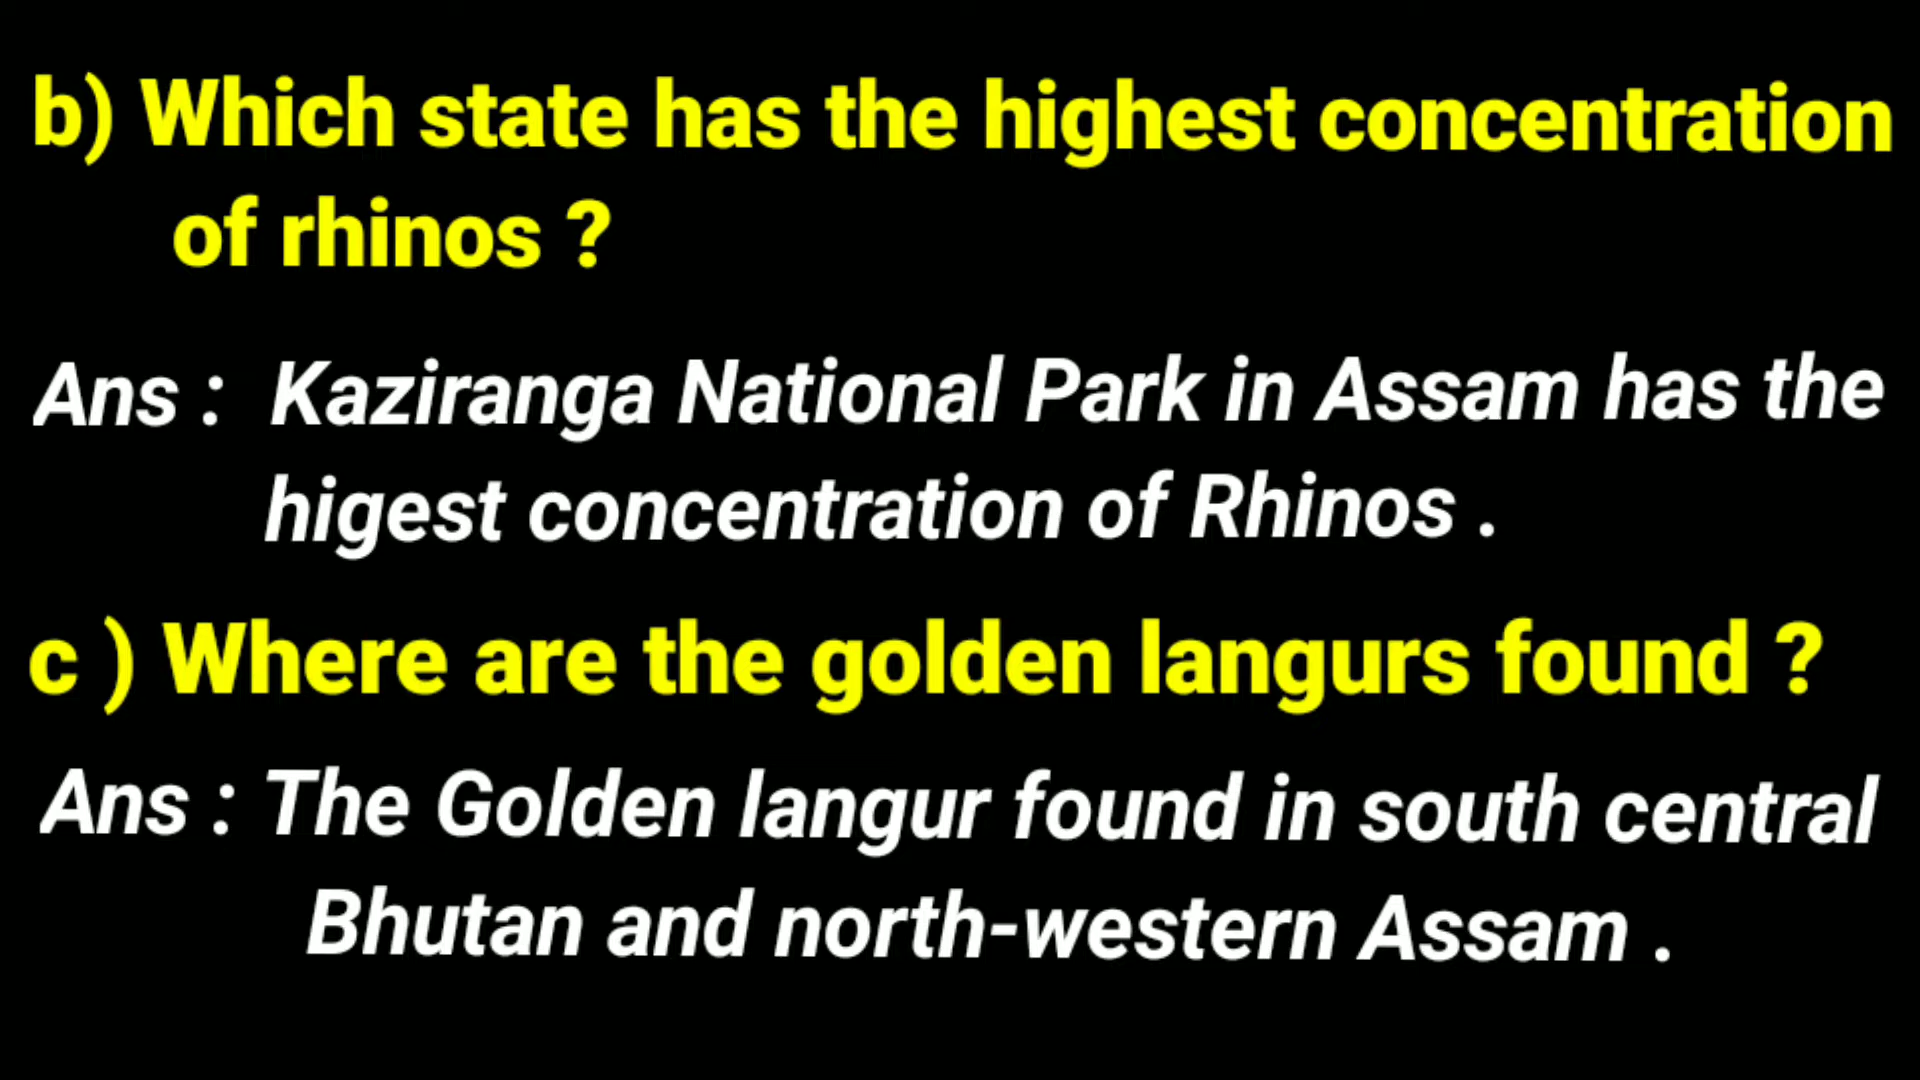 b) Which state has the highest concentration
of rhinos ?
Ans : Kaziranga National Park in Assam has the
higest concentration of Rhinos .
c ) Where are the golden langurs found ?
Ans : The Golden langur found in south central
Bhutan and north-western Assam .